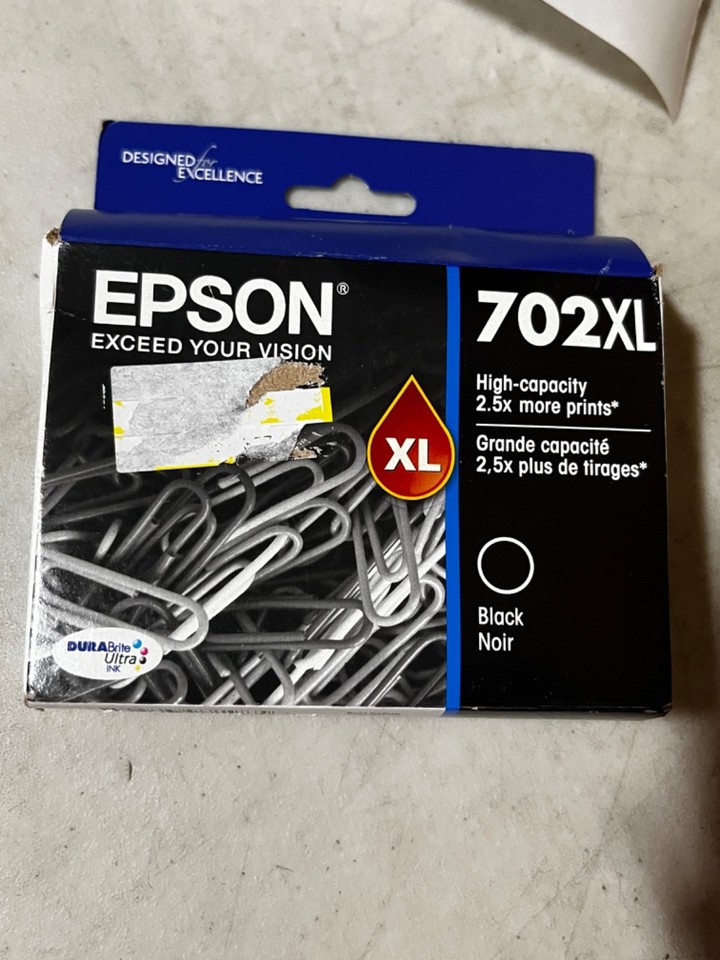 DESIGNED for
EXCELLENCE
EPSON®
EXCEED YOUR VISION
702XL
High-capacity
2.5x more prints*
Grande capacité
2,5x plus de tirages*
XL
Black
Noir
DURABrite
Ultra
INK